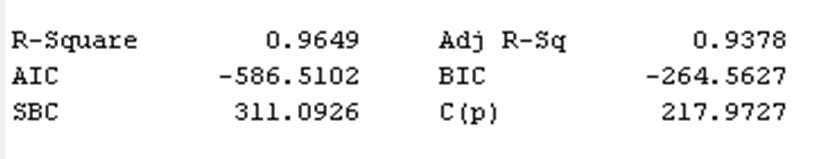 R-Square 0.9649 Adj R-Sq 0.9378
AIC -586.5102 BIC -264.5627
SBC 311.0926 C(p) 217.9727